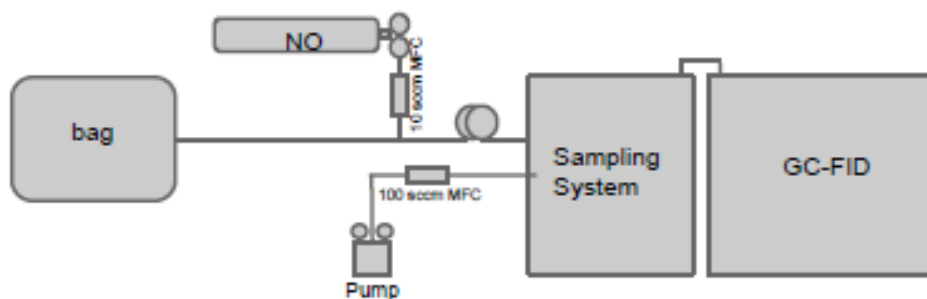 NO
10 sccm MFC
bag
Sampling
System
GC-FID
100 sccm MFC
Pump